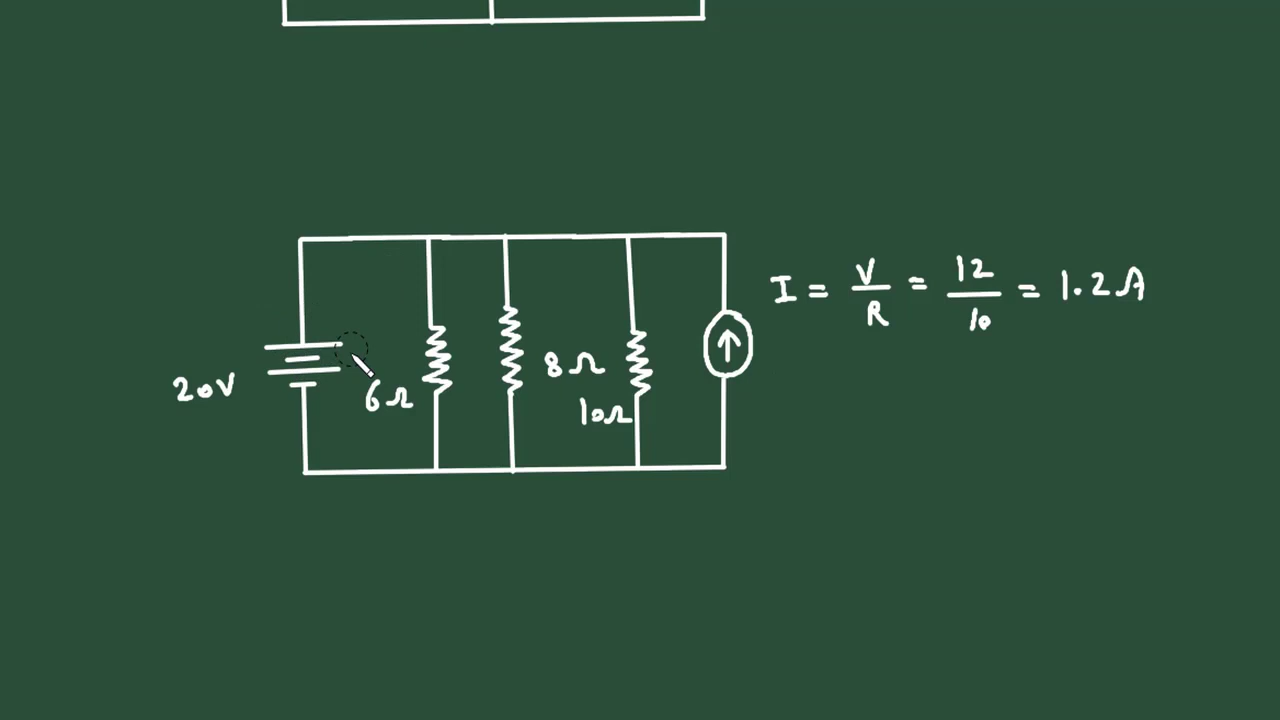 I = V/R = 12/10 = 1.2A
20V
6Ω
8Ω
10Ω